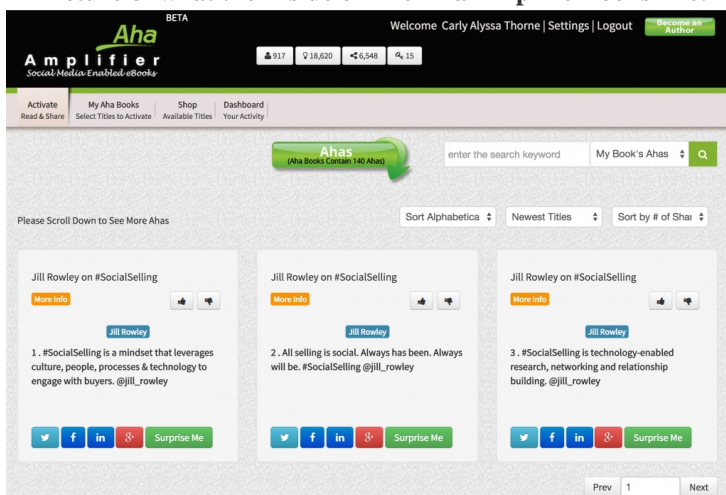 BETA
Aha
Amplifier
Social Media Enabled eBooks
Welcome Carly Alyssa Thorne | Settings | Logout
Become an
Author
917
18,620
6,548
15
Activate
Read & Share
My Aha Books
Select Titles to Activate
Shop
Available Titles
Dashboard
Your Activity
Ahas
(Aha Books Contain 140 Ahas)
enter the search keyword
My Book's Ahas
Please Scroll Down to See More Ahas
Sort Alphabetica
Newest Titles
Sort by # of Shar
Jill Rowley on #SocialSelling
More Info
Jill Rowley
1 . #SocialSelling is a mindset that leverages
culture, people, processes & technology to
engage with buyers. @jill_rowley
Surprise Me
Jill Rowley on #SocialSelling
More Info
Jill Rowley
2 . All selling is social. Always has been. Always
will be. #SocialSelling @jill_rowley
Surprise Me
Jill Rowley on #SocialSelling
More Info
Jill Rowley
3 . #SocialSelling is technology-enabled
research, networking and relationship
building. @jill_rowley
Surprise Me
Prev
1
Next